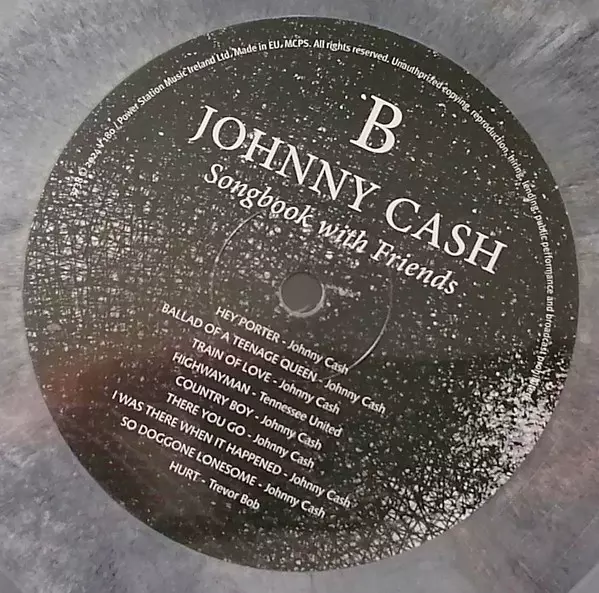 B
JOHNNY CASH
Songbook with Friends
HEY PORTER - Johnny Cash
BALLAD OF A TEENAGE QUEEN - Johnny Cash
TRAIN OF LOVE - Johnny Cash
HIGHWAYMAN - Tennessee United
COUNTRY BOY - Johnny Cash
THERE YOU GO - Johnny Cash
I WAS THERE WHEN IT HAPPENED - Johnny Cash
SO DOGGONE LONESOME - Johnny Cash
HURT - Trevor Bob
/ Power Station Music Ireland Ltd, Made in EU, MCPS. All rights reserved. Unauthorized copying, reproduction, hiring, lending, public performance and broadcast